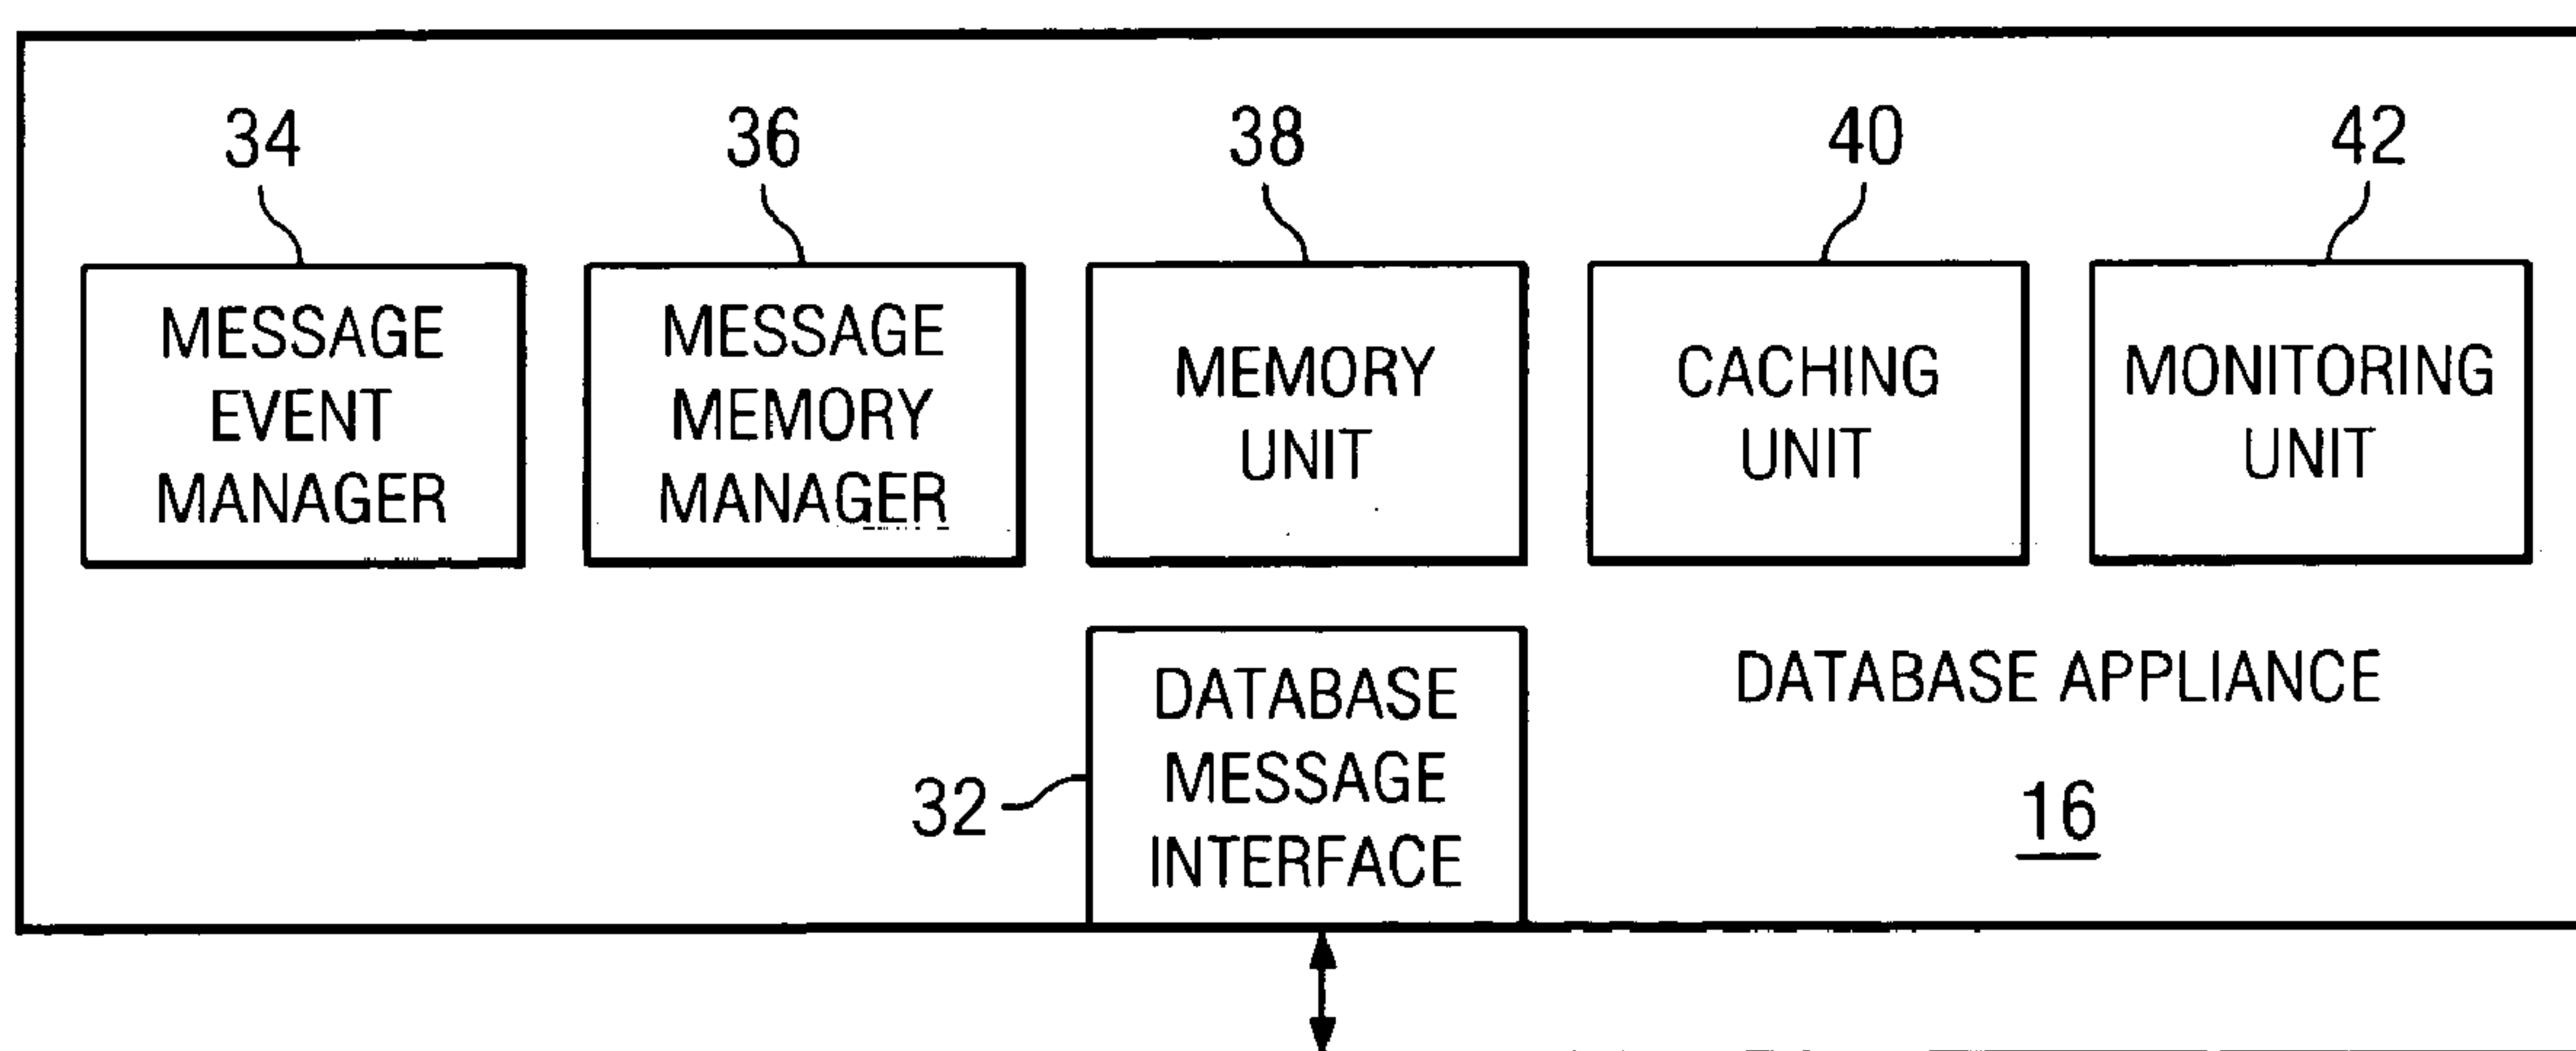 34
36
38
40
42
MESSAGE
EVENT
MANAGER
MESSAGE
MEMORY
MANAGER
MEMORY
UNIT
CACHING
UNIT
MONITORING
UNIT
DATABASE
MESSAGE
INTERFACE
32
DATABASE APPLIANCE
16